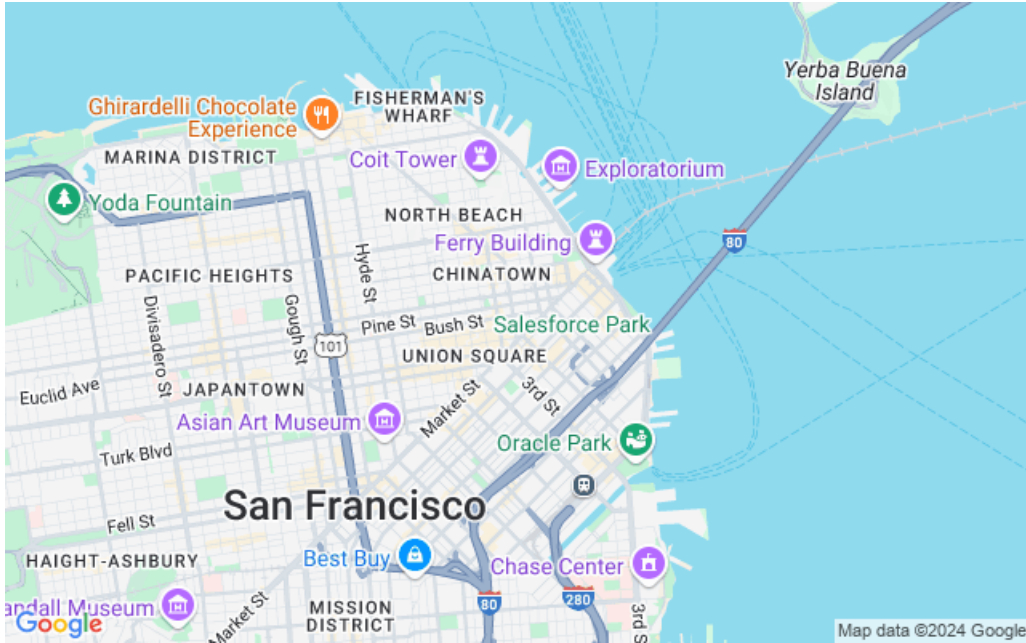 Yerba Buena
Island
FISHERMAN'S
WHARF
Ghirardelli Chocolate
Experience
MARINA DISTRICT
Coit Tower
Exploratorium
Yoda Fountain
NORTH BEACH
Ferry Building
80
Hyde St
PACIFIC HEIGHTS
CHINATOWN
Divisadero St
Gough St
Pine St
Bush St
Salesforce Park
101
UNION SQUARE
Euclid Ave
JAPANTOWN
Market St
3rd St
Asian Art Museum
Oracle Park
Turk Blvd
San Francisco
Fell St
HAIGHT-ASHBURY
Best Buy
Chase Center
80
280
andall Museum
MISSION
DISTRICT
Market St
3rd St
Google
Map data ©2024 Google